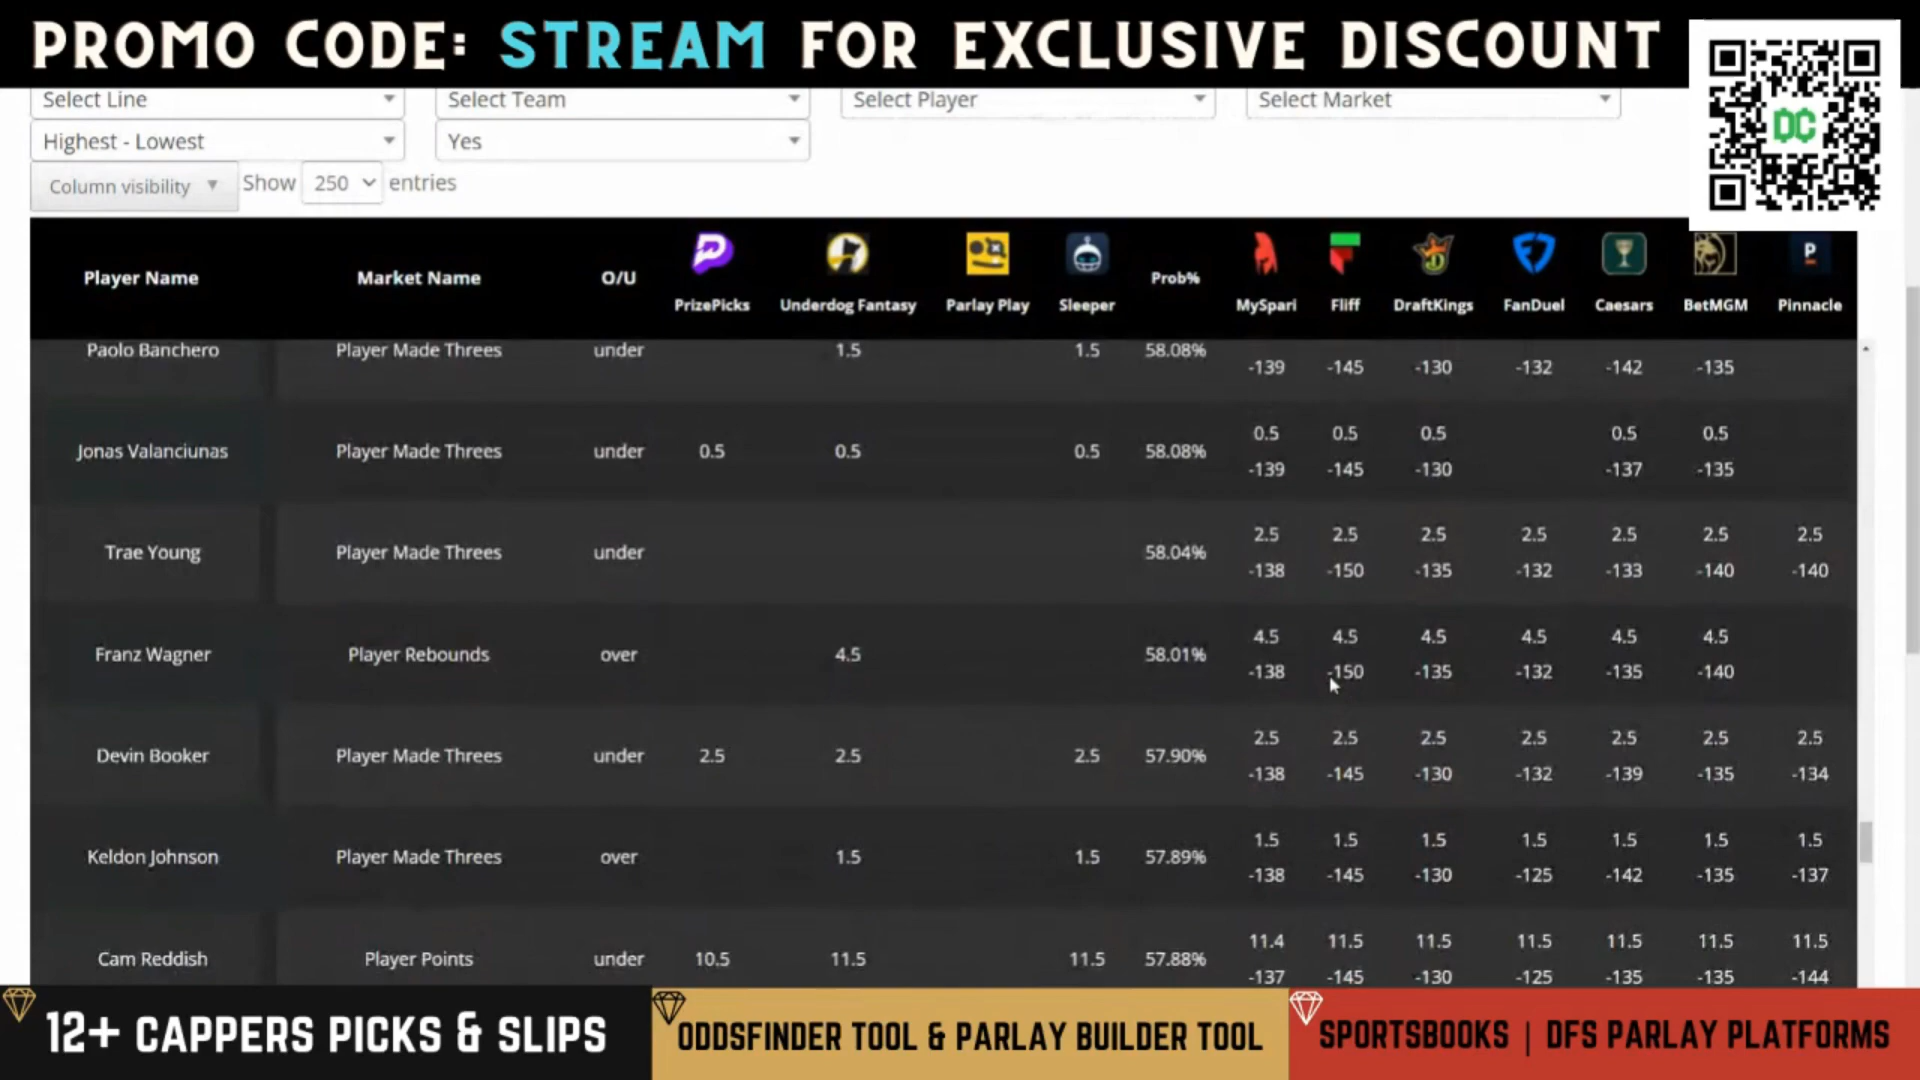 PROMO CODE: STREAM FOR EXCLUSIVE DISCOUNT
DC
Select Line Select Team Select Player Select Market
Highest - Lowest Yes
Column visibility Show 250 entries
Player Name Market Name O/U PrizePicks Underdog Fantasy Parlay Play Sleeper Prob% MySpari Fliff DraftKings FanDuel Caesars BetMGM Pinnacle
Paolo Banchero Player Made Threes under 1.5 1.5 58.08%
-139 -145 -130 -132 -142 -135
0.5 0.5 0.5 0.5 0.5
Jonas Valanciunas Player Made Threes under 0.5 0.5 0.5 58.08%
-139 -145 -130 -137 -135
2.5 2.5 2.5 2.5 2.5 2.5 2.5
Trae Young Player Made Threes under 58.04%
-138 -150 -135 -132 -133 -140 -140
4.5 4.5 4.5 4.5 4.5 4.5
Franz Wagner Player Rebounds over 4.5 58.01%
-138 -150 -135 -132 -135 -140
2.5 2.5 2.5 2.5 2.5 2.5 2.5
Devin Booker Player Made Threes under 2.5 2.5 2.5 57.90%
-138 -145 -130 -132 -139 -135 -134
1.5 1.5 1.5 1.5 1.5 1.5 1.5
Keldon Johnson Player Made Threes over 1.5 1.5 57.89%
-138 -145 -130 -125 -142 -135 -137
11.4 11.5 11.5 11.5 11.5 11.5 11.5
Cam Reddish Player Points under 10.5 11.5 11.5 57.88%
-137 -145 -130 -125 -135 -135 -144
12+ CAPPERS PICKS & SLIPS ODDSFINDER TOOL & PARLAY BUILDER TOOL SPORTSBOOKS | DFS PARLAY PLATFORMS